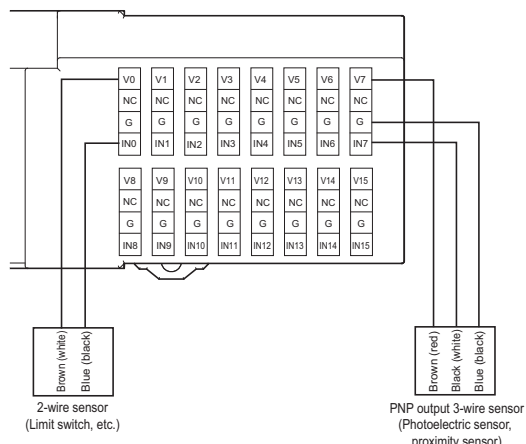 V0 V1 V2 V3 V4 V5 V6 V7
NC NC NC NC NC NC NC NC
G G G G G G G G
IN0 IN1 IN2 IN3 IN4 IN5 IN6 IN7
V8 V9 V10 V11 V12 V13 V14 V15
NC NC NC NC NC NC NC NC
G G G G G G G G
IN8 IN9 IN10 IN11 IN12 IN13 IN14 IN15
Brown (white)
Blue (black)
2-wire sensor
(Limit switch, etc.)
Brown (red)
Black (white)
Blue (black)
PNP output 3-wire sensor
(Photoelectric sensor,
proximity sensor)